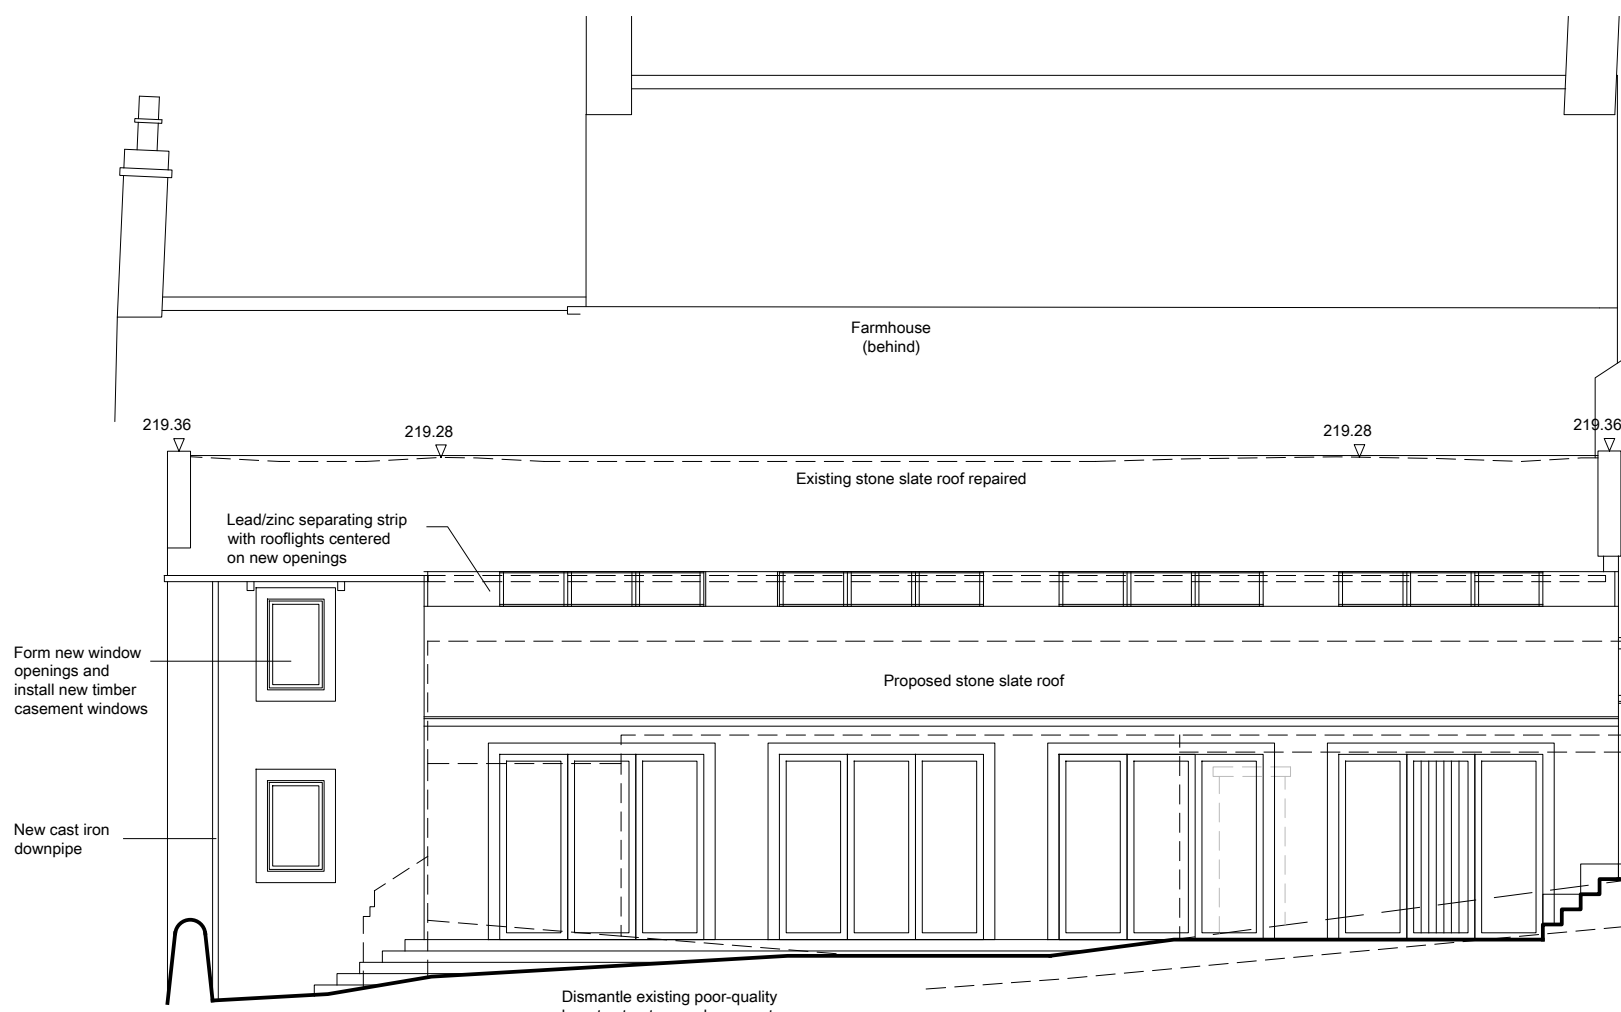 Farmhouse
(behind)
219.36
219.28
219.28
219.36
Existing stone slate roof repaired
Lead/zinc separating strip
with rooflights centered
on new openings
Form new window
openings and
install new timber
casement windows
Proposed stone slate roof
New cast iron
downpipe
Dismantle existing poor-quality